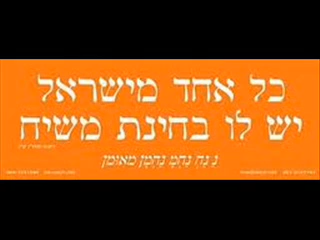 כל אחד מישראל
יש לו בחינת משיח
נ נח נחמ נחמן מאומן